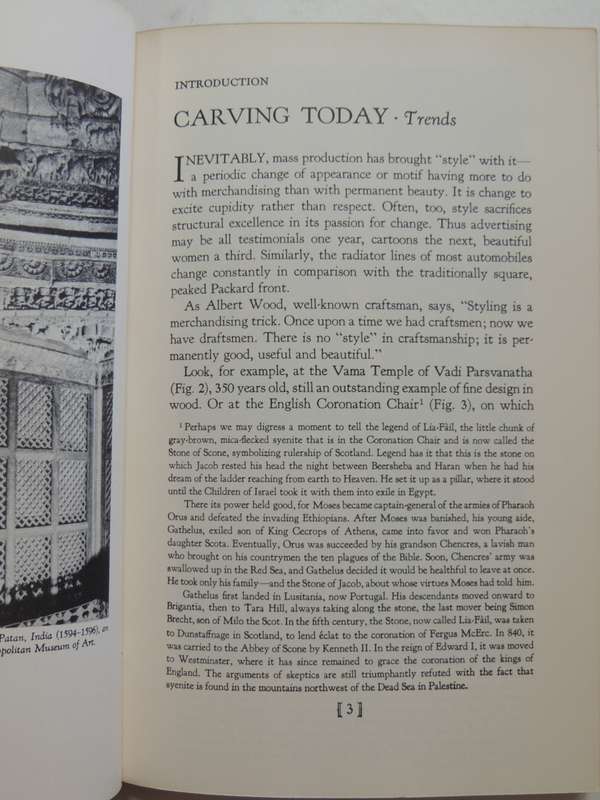 Patan, India (1594–1596), an
opolitan Museum of Art.
INTRODUCTION
CARVING TODAY · Trends
INEVITABLY, mass production has brought “style” with it—
a periodic change of appearance or motif having more to do
with merchandising than with permanent beauty. It is change to
excite cupidity rather than respect. Often, too, style sacrifices
structural excellence in its passion for change. Thus advertising
may be all testimonials one year, cartoons the next, beautiful
women a third. Similarly, the radiator lines of most automobiles
change constantly in comparison with the traditionally square,
peaked Packard front.
As Albert Wood, well-known craftsman, says, “Styling is a
merchandising trick. Once upon a time we had craftsmen; now we
have draftsmen. There is no “style” in craftsmanship; it is per-
manently good, useful and beautiful.”
Look, for example, at the Vama Temple of Vadi Parsvanatha
(Fig. 2), 350 years old, still an outstanding example of fine design in
wood. Or at the English Coronation Chair¹ (Fig. 3), on which
¹ Perhaps we may digress a moment to tell the legend of Lia-Fàil, the little chunk of
gray-brown, mica-flecked syenite that is in the Coronation Chair and is now called the
Stone of Scone, symbolizing rulership of Scotland. Legend has it that this is the stone on
which Jacob rested his head the night between Beersheba and Haran when he had his
dream of the ladder reaching from earth to Heaven. He set it up as a pillar, where it stood
until the Children of Israel took it with them into exile in Egypt.
There its power held good, for Moses became captain-general of the armies of Pharaoh
Orus and defeated the invading Ethiopians. After Moses was banished, his young aide,
Gathelus, exiled son of King Cecrops of Athens, came into favor and won Pharaoh's
daughter Scota. Eventually, Orus was succeeded by his grandson Chencres, a lavish man
who brought on his countrymen the ten plagues of the Bible. Soon, Chencres' army was
swallowed up in the Red Sea, and Gathelus decided it would be healthful to leave at once.
He took only his family—and the Stone of Jacob, about whose virtues Moses had told him.
Gathelus first landed in Lusitania, now Portugal. His descendants moved onward to
Brigantia, then to Tara Hill, always taking along the stone, the last mover being Simon
Brecht, son of Milo the Scot. In the fifth century, the Stone, now called Lia-Fàil, was taken
to Dunstaffnage in Scotland, to lend éclat to the coronation of Fergus McErc. In 840, it
was carried to the Abbey of Scone by Kenneth II. In the reign of Edward I, it was moved
to Westminster, where it has since remained to grace the coronation of the kings of
England. The arguments of skeptics are still triumphantly refuted with the fact that
syenite is found in the mountains northwest of the Dead Sea in Palestine.
⟦3⟧